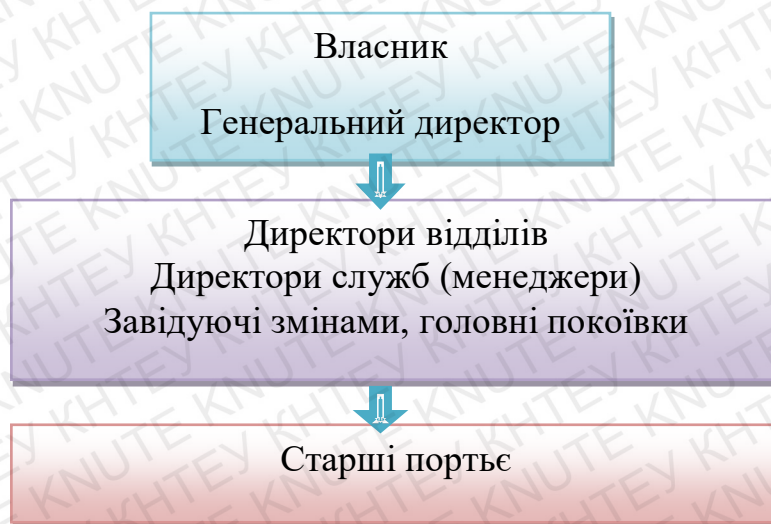 Власник
Генеральний директор
Директори відділів
Директори служб (менеджери)
Завідуючі змінами, головні покоївки
Старші портьє